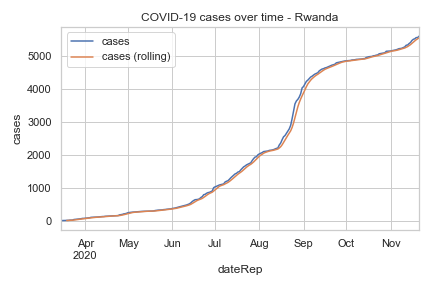 COVID-19 cases over time - Rwanda
cases
cases (rolling)
cases
5000
4000
3000
2000
1000
0
Apr May Jun Jul Aug Sep Oct Nov
2020
dateRep